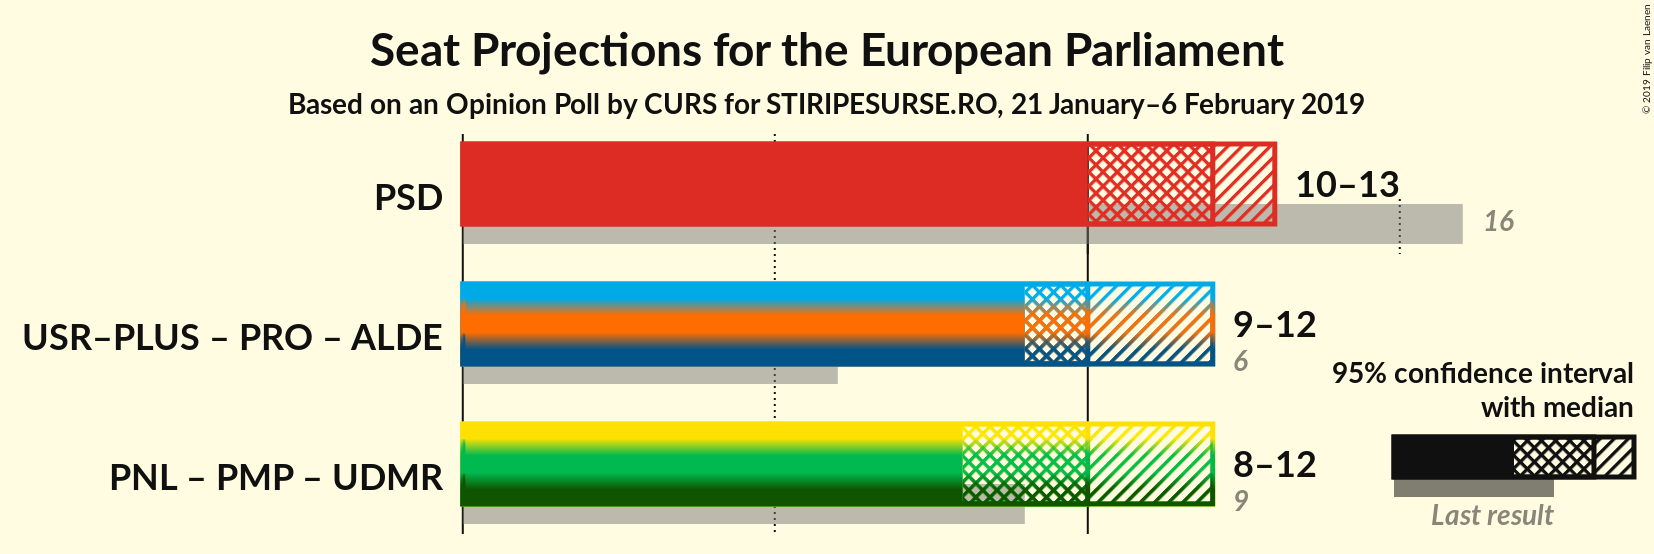 Seat Projections for the European Parliament
Based on an Opinion Poll by CURS for STIRIPESURSE.RO, 21 January–6 February 2019
© 2019 Filip van Laenen
PSD
10–13
16
USR–PLUS – PRO – ALDE
9–12
6
PNL – PMP – UDMR
8–12
9
95% confidence interval
with median
Last result